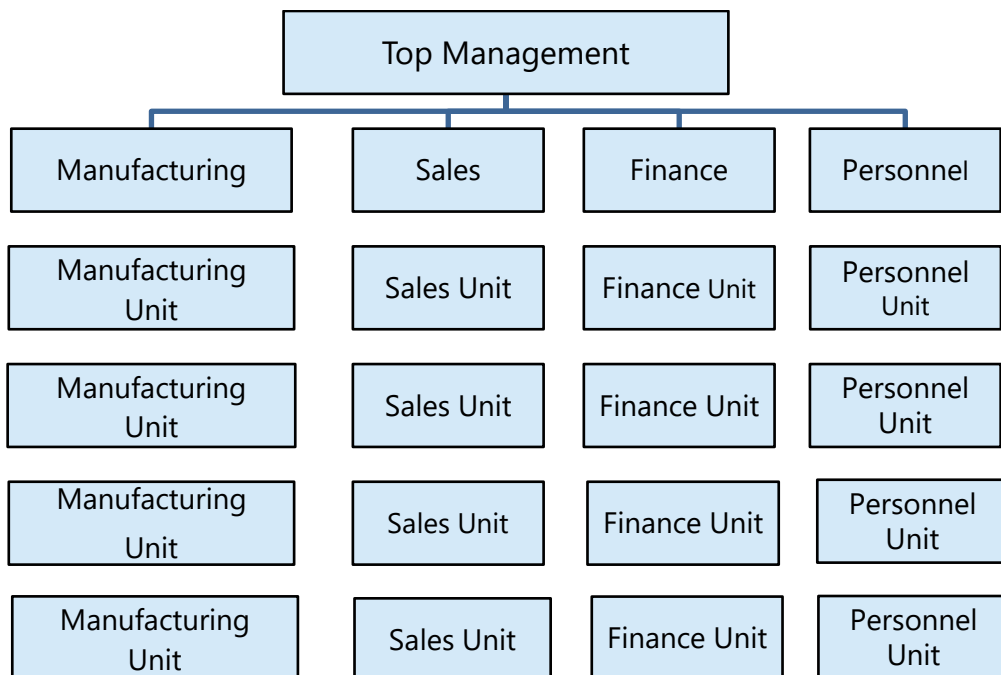 Top Management
Manufacturing
Sales
Finance
Personnel
Manufacturing
Unit
Sales Unit
Finance Unit
Personnel
Unit
Manufacturing
Unit
Sales Unit
Finance Unit
Personnel
Unit
Manufacturing
Unit
Sales Unit
Finance Unit
Personnel
Unit
Manufacturing
Unit
Sales Unit
Finance Unit
Personnel
Unit